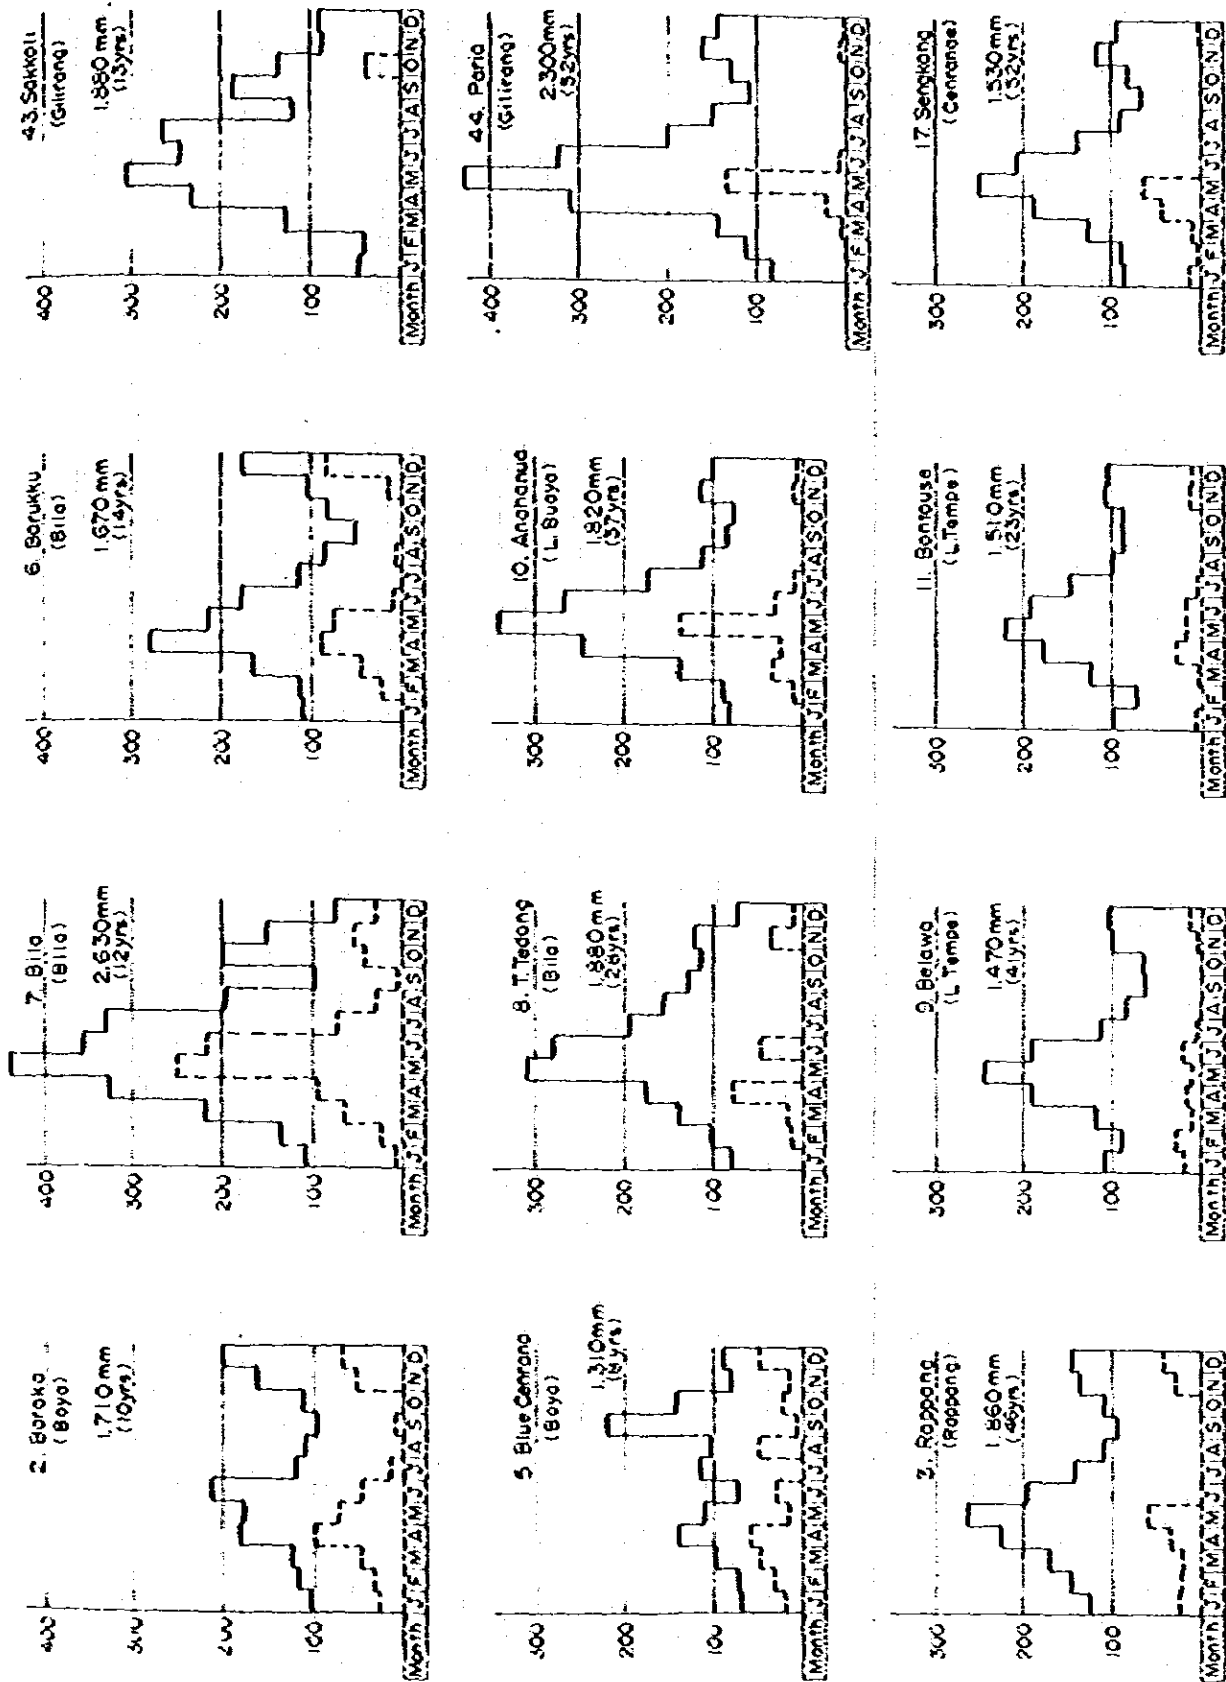 2. Baraka
(Boya)
1.710mm
(10yrs)
400
300
200
100
Month J F M A M J J A S O N D
7. Bila
(Bila)
2.630mm
(12yrs)
400
300
200
100
Month J F M A M J J A S O N D
6. Barukku
(Bila)
1.670mm
(14yrs)
400
300
200
100
Month J F M A M J J A S O N D
43. Sakkoli
(Gilirang)
1.880mm
(13yrs)
400
300
200
100
Month J F M A M J J A S O N D
5 Blue Cenrana
(Boya)
1.310mm
300
200
100
Month J F M A M J J A S O N D
8. T. Tedong
(Bila)
1.880mm
(28yrs)
300
200
100
Month J F M A M J J A S O N D
10. Anabanua
(L. Buaya)
1.820mm
(37yrs)
300
200
100
Month J F M A M J J A S O N D
44. Paria
(Gilirang)
2.300mm
(32yrs)
400
300
200
100
Month J F M A M J J A S O N D
3. Rappang
(Rappang)
1.860mm
(46yrs)
300
200
100
Month J F M A M J J A S O N D
9. Belawa
(L. Tempe)
1.470mm
(41yrs)
300
200
100
Month J F M A M J J A S O N D
11. Bontouse
(L. Tempe)
1.510mm
(23yrs)
300
200
100
Month J F M A M J J A S O N D
17. Sengkang
(Cenranae)
1.530mm
(32yrs)
300
200
100
Month J F M A M J J A S O N D